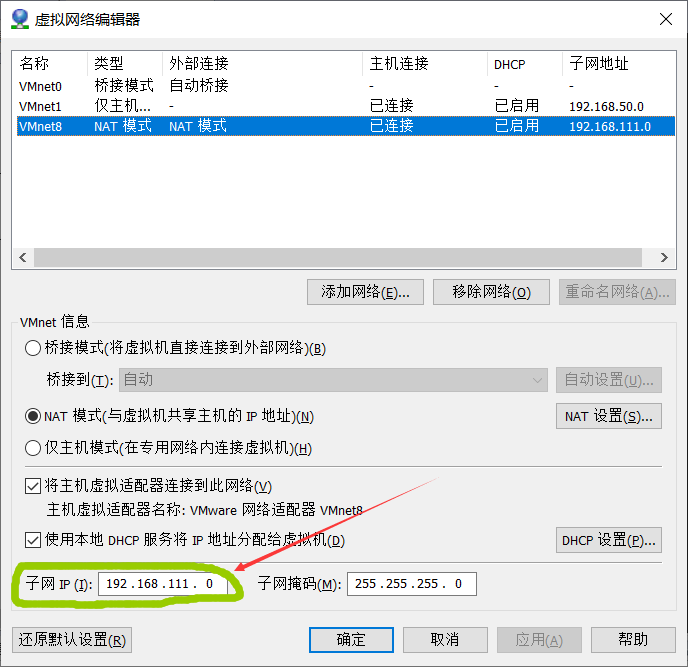 虚拟网络编辑器
名称 类型 外部连接 主机连接 DHCP 子网地址
VMnet0 桥接模式 自动桥接 - - -
VMnet1 仅主机... - 已连接 已启用 192.168.50.0
VMnet8 NAT 模式 NAT 模式 已连接 已启用 192.168.111.0
添加网络(E)... 移除网络(O) 重命名网络(A)...
VMnet 信息
桥接模式(将虚拟机直接连接到外部网络)(B)
桥接到(T): 自动 自动设置(U)...
NAT 模式(与虚拟机共享主机的 IP 地址)(N) NAT 设置(S)...
仅主机模式(在专用网络内连接虚拟机)(H)
将主机虚拟适配器连接到此网络(V)
主机虚拟适配器名称: VMware 网络适配器 VMnet8
使用本地 DHCP 服务将 IP 地址分配给虚拟机(D) DHCP 设置(P)...
子网 IP (I): 192.168.111. 0 子网掩码(M): 255.255.255. 0
还原默认设置(R) 确定 取消 应用(A) 帮助